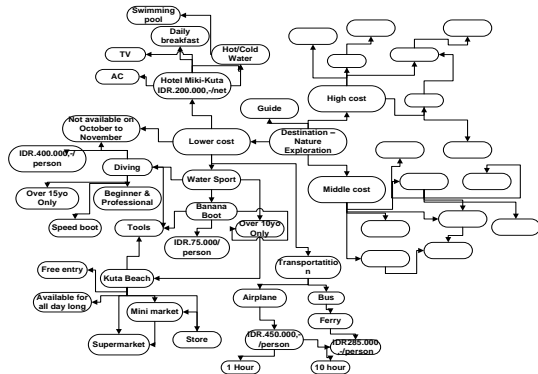 Swimming
pool
Daily
breakfast
TV
Hot/Cold
Water
AC
Hotel Miki-Kuta
IDR.200.000,-/net
High cost
Guide
Not available on
October to
November
Lower cost
Destination –
Nature
Exploration
IDR.400.000,-/
person
Diving
Water Sport
Middle cost
Over 15yo
Only
Beginner &
Professional
Banana
Boot
Speed boot
Tools
Over 10yo
Only
IDR.75.000/
person
Free entry
Kuta Beach
Transportatitio
n
Available for
all day long
Mini market
Airplane
Bus
Ferry
Supermarket
Store
IDR.450.000,-
/person
IDR285.000
,-/person
1 Hour
10 hour